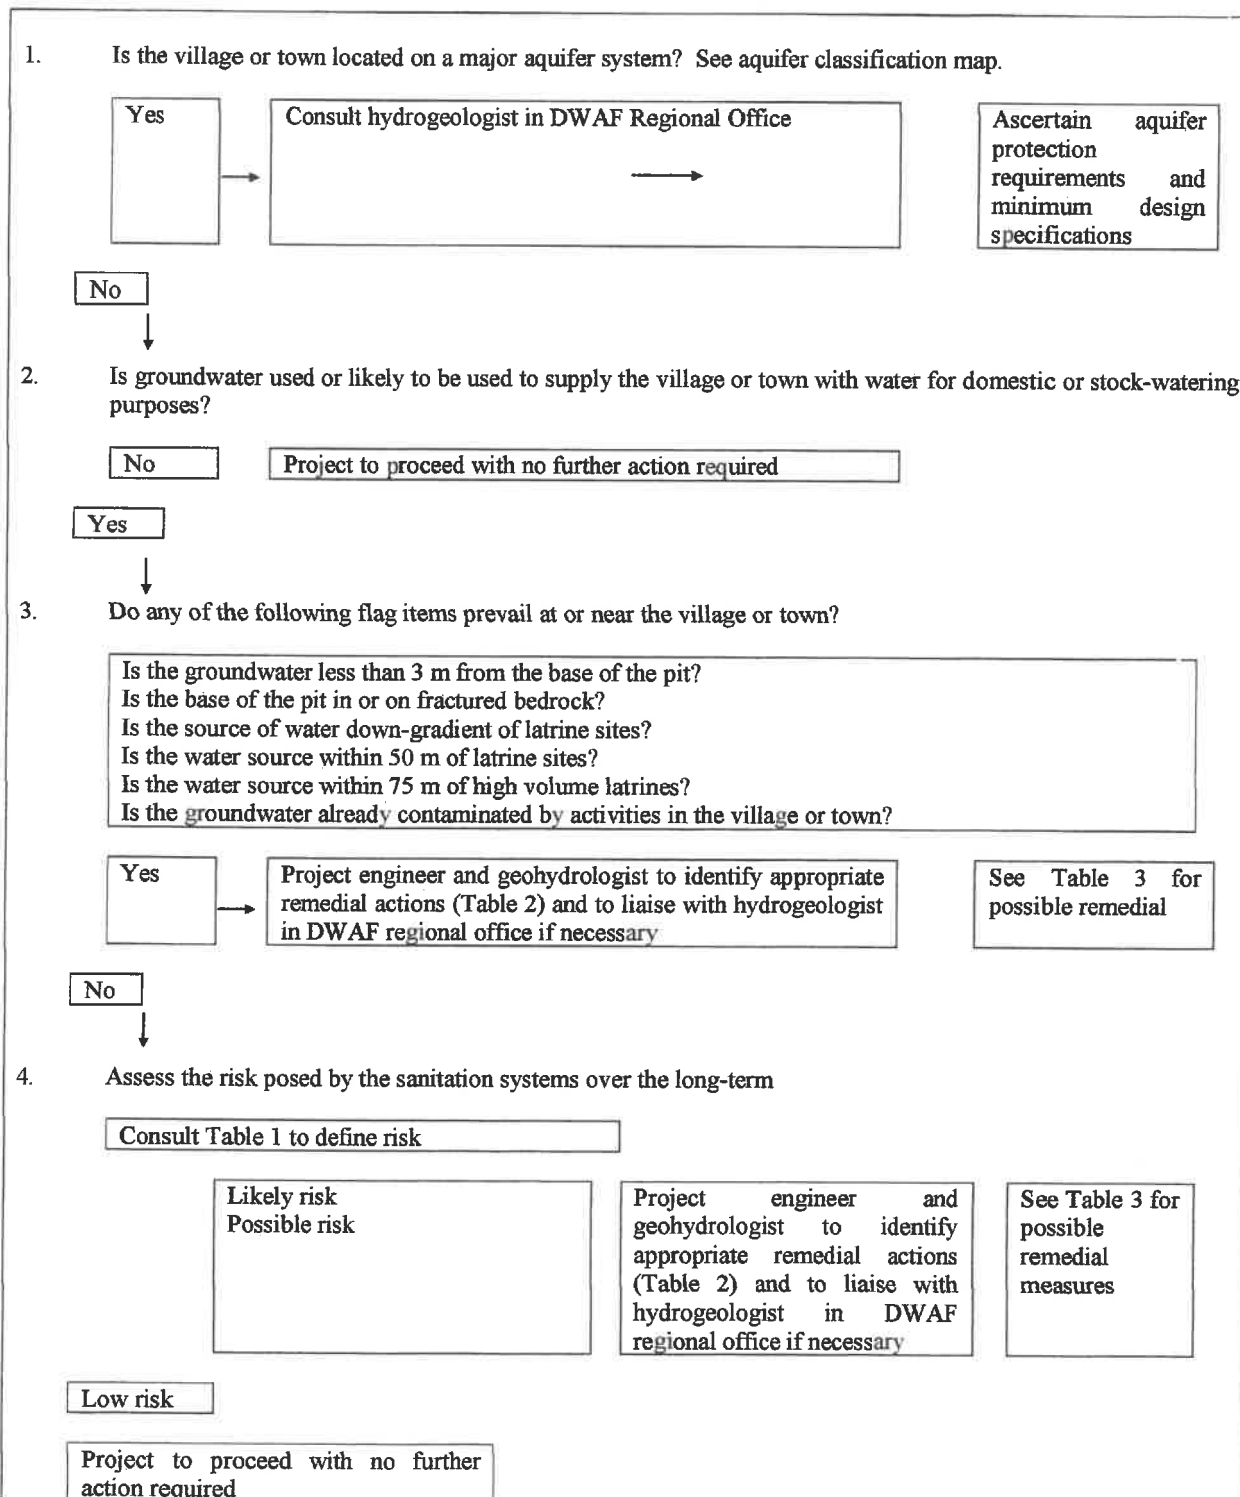 1. Is the village or town located on a major aquifer system? See aquifer classification map.
Yes
Consult hydrogeologist in DWAF Regional Office
Ascertain aquifer
protection
requirements and
minimum design
specifications
No
2. Is groundwater used or likely to be used to supply the village or town with water for domestic or stock-watering
purposes?
No
Project to proceed with no further action required
Yes
3. Do any of the following flag items prevail at or near the village or town?
Is the groundwater less than 3 m from the base of the pit?
Is the base of the pit in or on fractured bedrock?
Is the source of water down-gradient of latrine sites?
Is the water source within 50 m of latrine sites?
Is the water source within 75 m of high volume latrines?
Is the groundwater already contaminated by activities in the village or town?
Yes
Project engineer and geohydrologist to identify appropriate
remedial actions (Table 2) and to liaise with hydrogeologist
in DWAF regional office if necessary
See Table 3 for
possible remedial
No
4. Assess the risk posed by the sanitation systems over the long-term
Consult Table 1 to define risk
Likely risk
Possible risk
Project engineer and
geohydrologist to identify
appropriate remedial actions
(Table 2) and to liaise with
hydrogeologist in DWAF
regional office if necessary
See Table 3 for
possible
remedial
measures
Low risk
Project to proceed with no further
action required